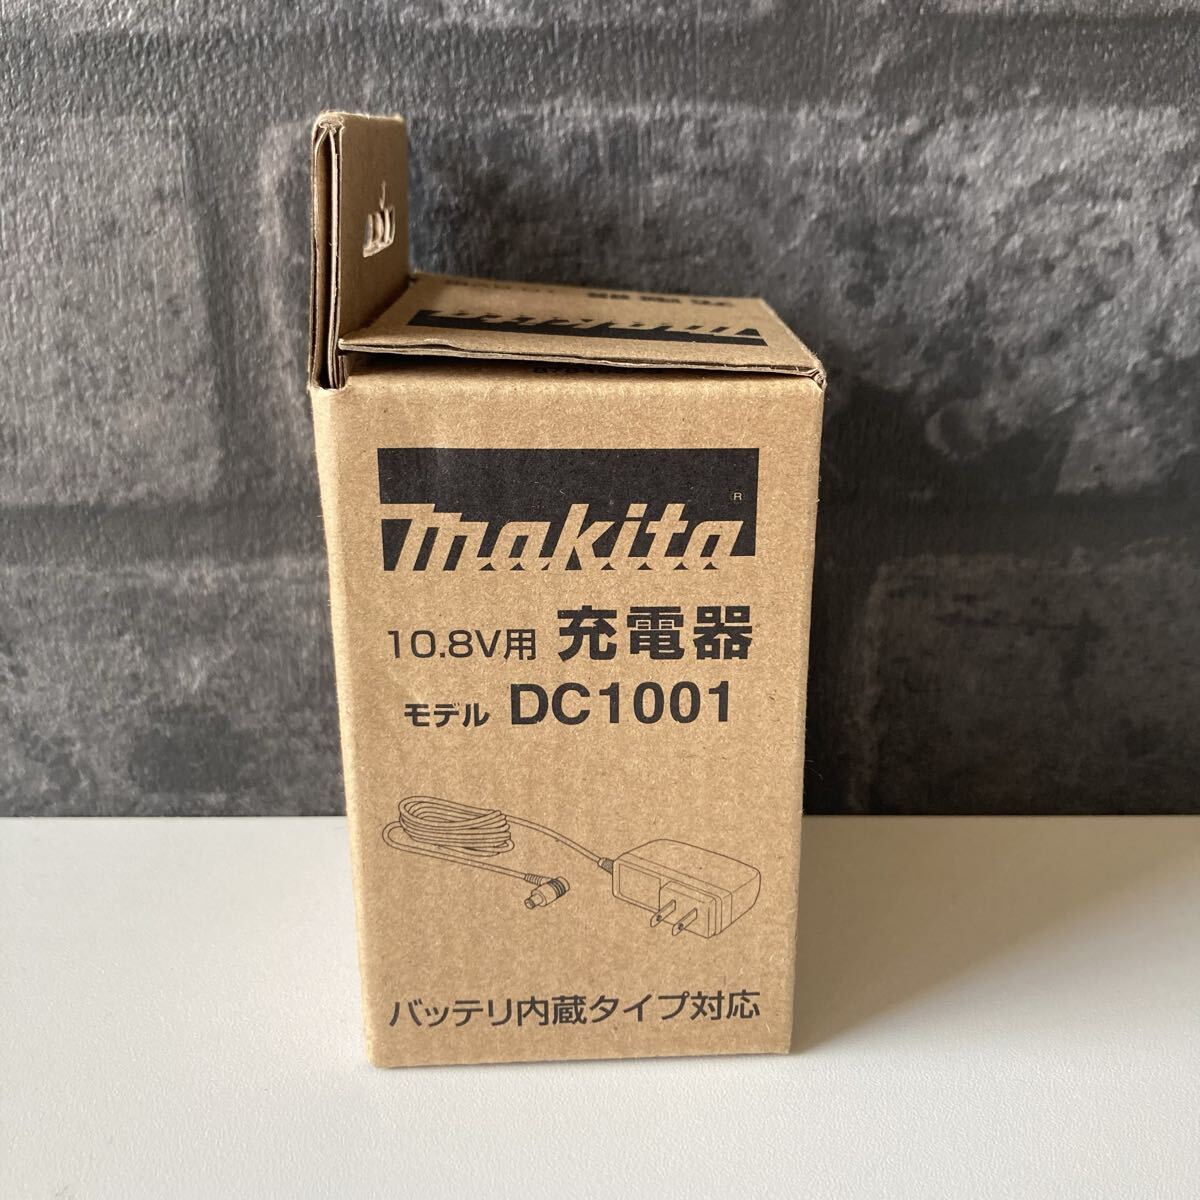 makita®
10.8V用 充電器
モデル DC1001
バッテリ内蔵タイプ対応